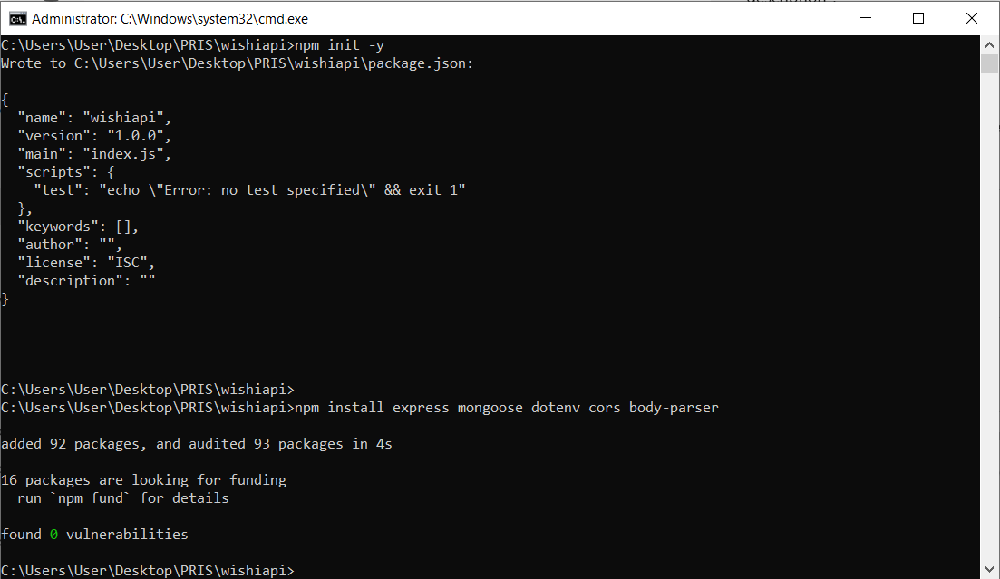 Administrator: C:\Windows\system32\cmd.exe
C:\Users\User\Desktop\PRIS\wishiapi>npm init -y
Wrote to C:\Users\User\Desktop\PRIS\wishiapi\package.json:
{
  "name": "wishiapi",
  "version": "1.0.0",
  "main": "index.js",
  "scripts": {
    "test": "echo \"Error: no test specified\" && exit 1"
  },
  "keywords": [],
  "author": "",
  "license": "ISC",
  "description": ""
}
C:\Users\User\Desktop\PRIS\wishiapi>
C:\Users\User\Desktop\PRIS\wishiapi>npm install express mongoose dotenv cors body-parser
added 92 packages, and audited 93 packages in 4s
16 packages are looking for funding
  run `npm fund` for details
found 0 vulnerabilities
C:\Users\User\Desktop\PRIS\wishiapi>